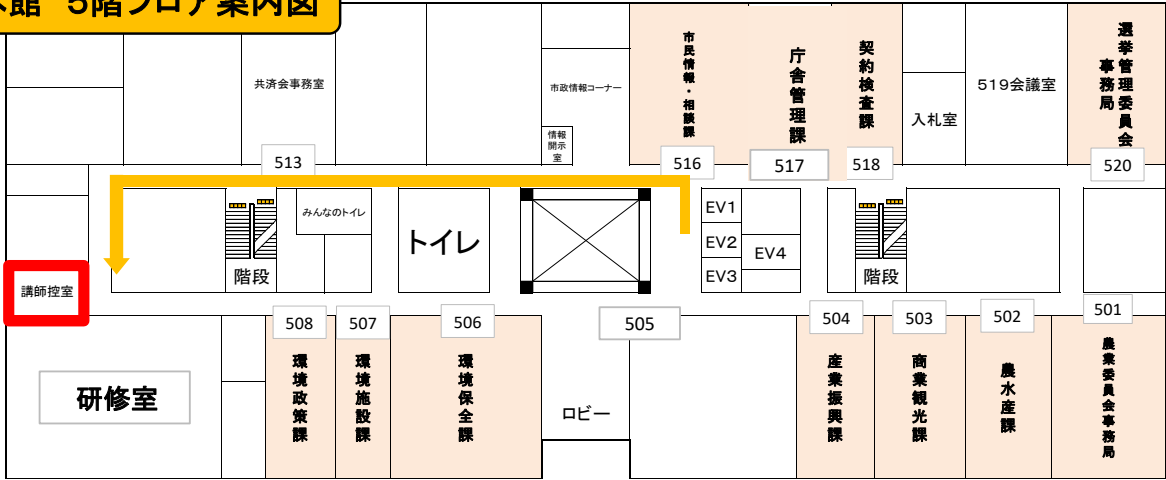 館 5階フロア案内図
共済会事務室
市政情報コーナー
情報
開示
室
市民情報・相談課
庁舎管理課
契約検査課
入札室
519会議室
選挙管理委員会
事務局
513
516
517
518
520
みんなのトイレ
トイレ
階段
EV1
EV2
EV3
EV4
階段
講師控室
508
507
506
505
504
503
502
501
研修室
環境政策課
環境施設課
環境保全課
ロビー
産業振興課
商業観光課
農水産課
農業委員会事務局